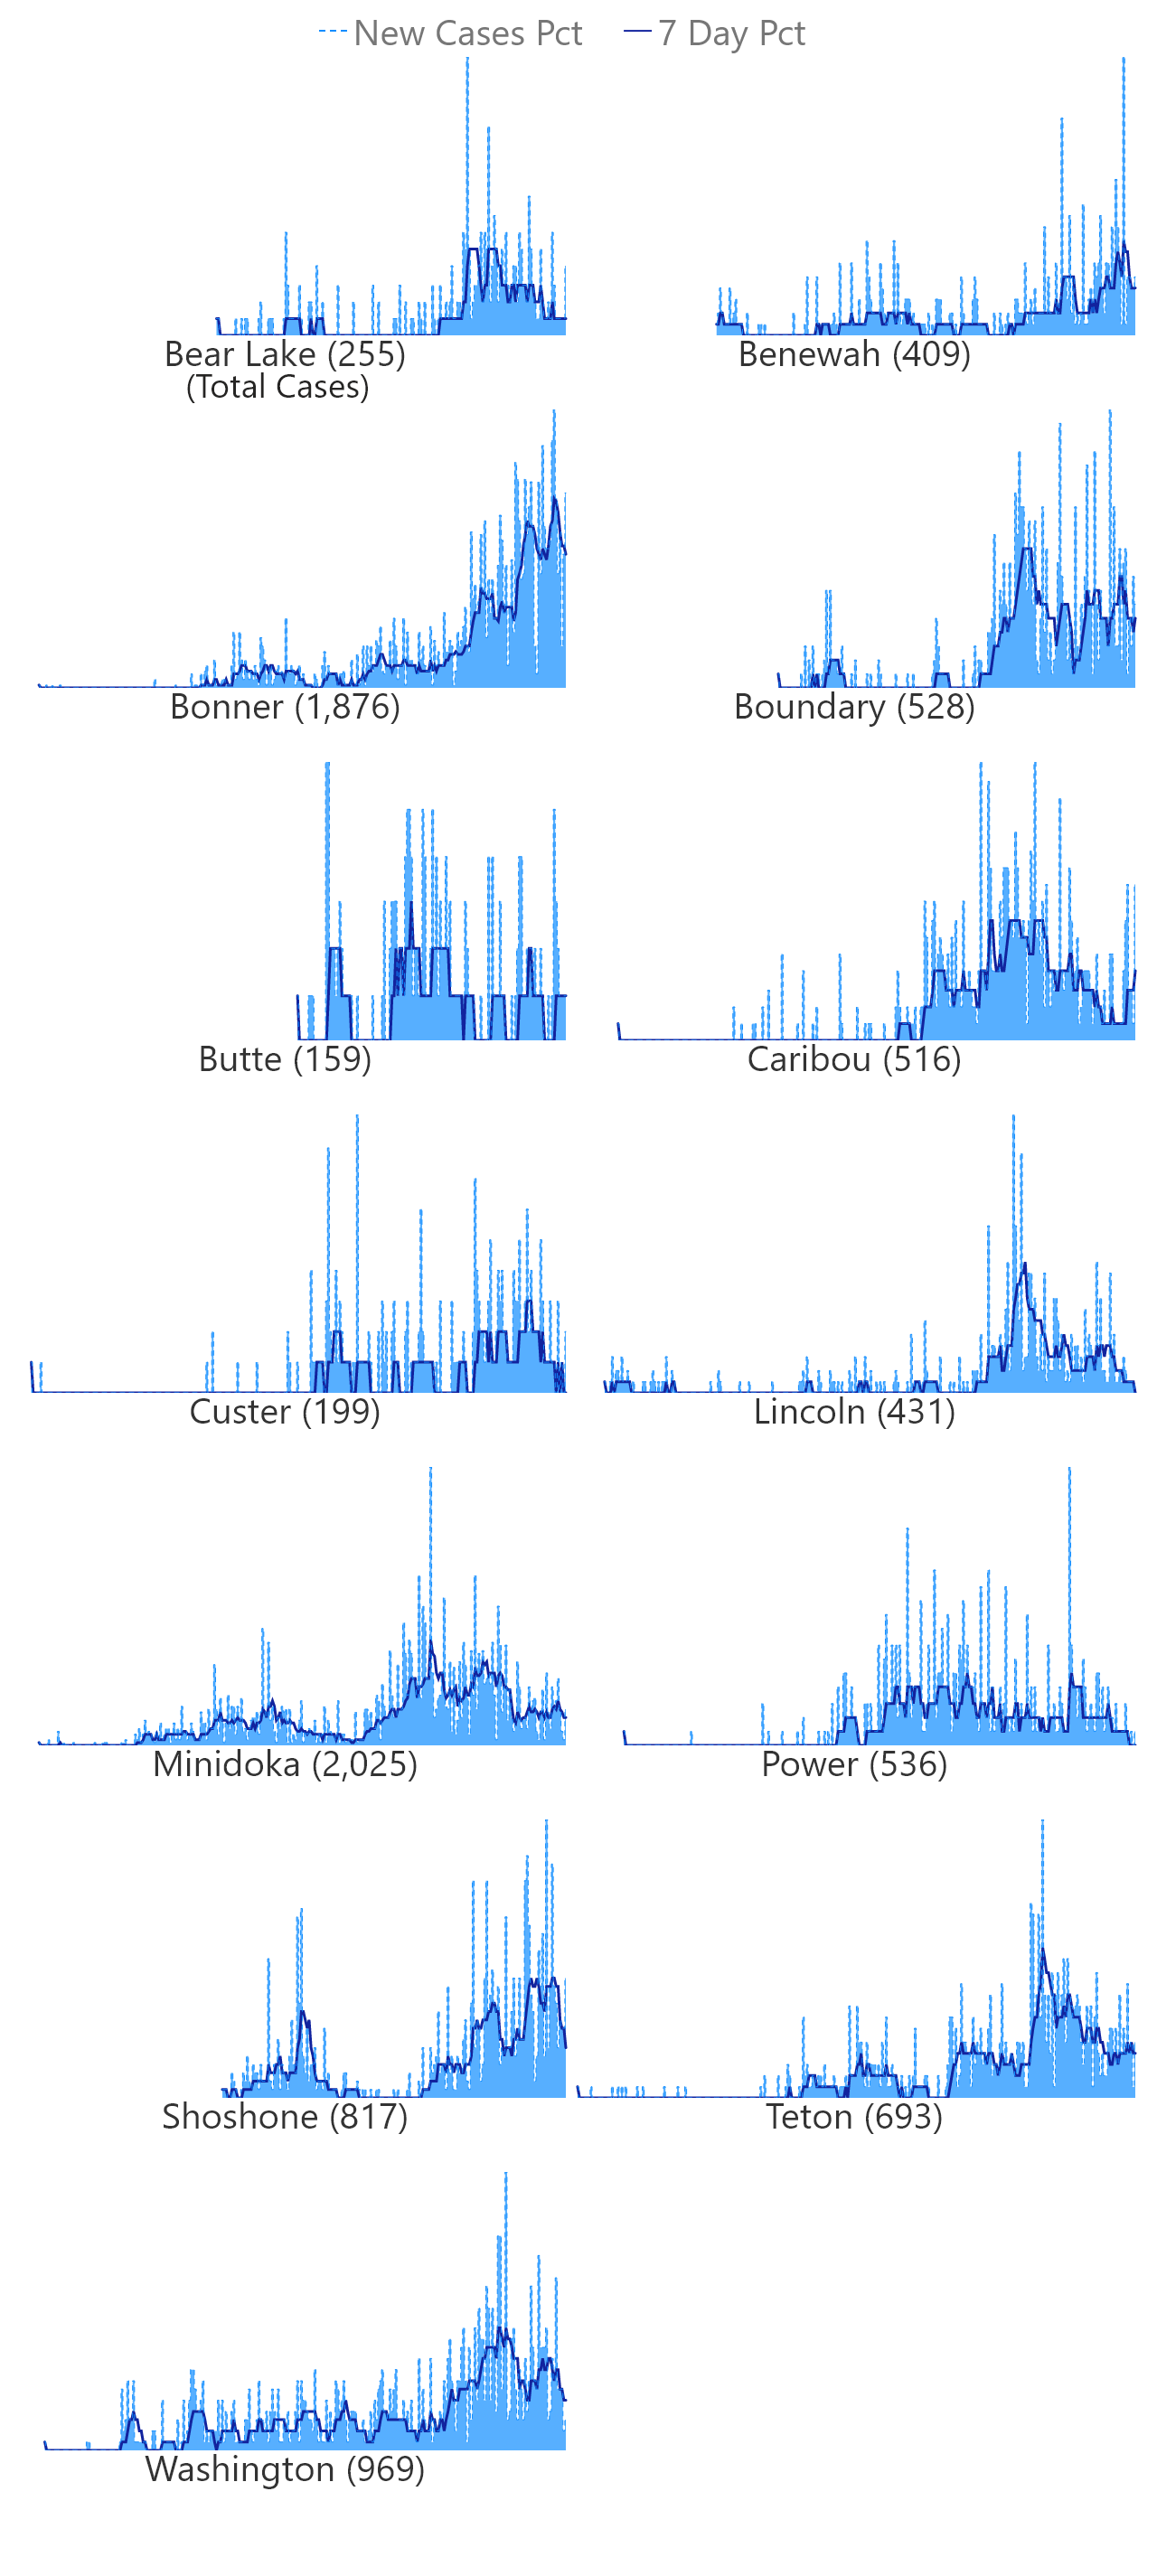 New Cases Pct 7 Day Pct
Bear Lake (255)
(Total Cases)
Benewah (409)
Bonner (1,876)
Boundary (528)
Butte (159)
Caribou (516)
Custer (199)
Lincoln (431)
Minidoka (2,025)
Power (536)
Shoshone (817)
Teton (693)
Washington (969)